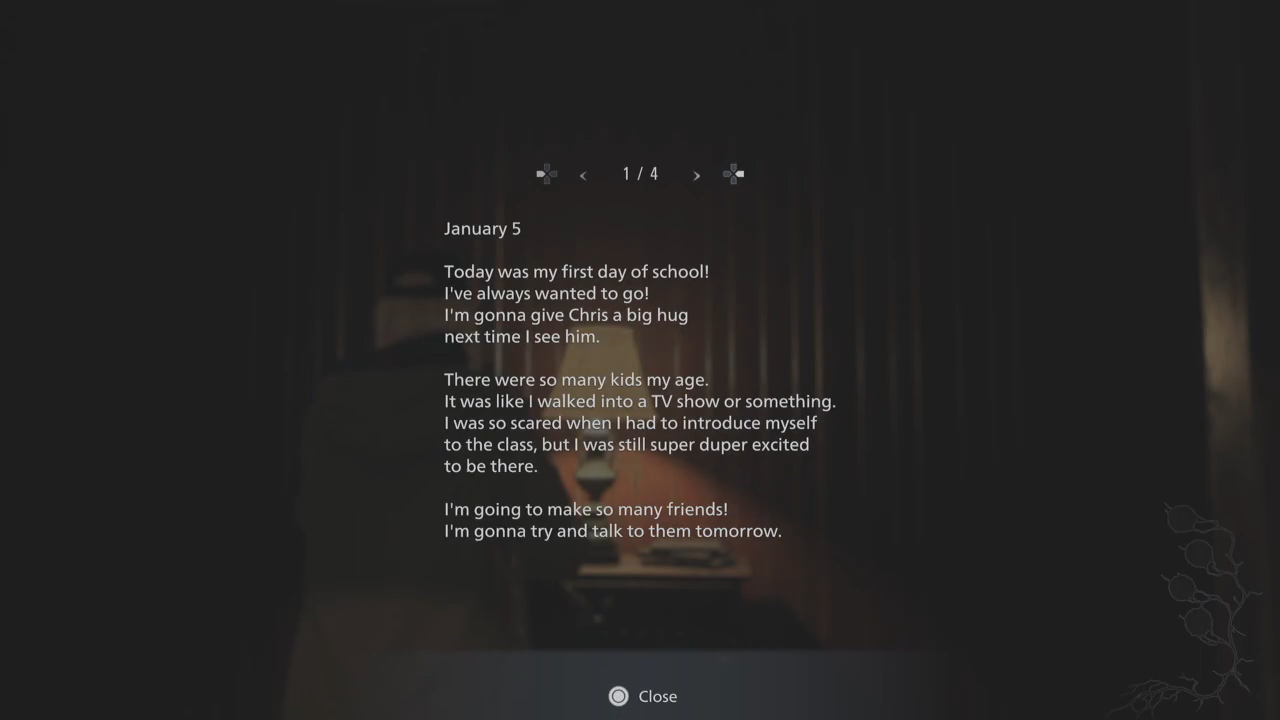 1 / 4
January 5
Today was my first day of school!
I've always wanted to go!
I'm gonna give Chris a big hug
next time I see him.
There were so many kids my age.
It was like I walked into a TV show or something.
I was so scared when I had to introduce myself
to the class, but I was still super duper excited
to be there.
I'm going to make so many friends!
I'm gonna try and talk to them tomorrow.
Close